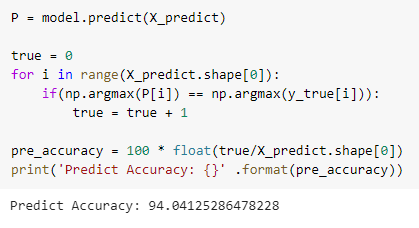 P = model.predict(X_predict)
true = 0
for i in range(X_predict.shape[0]):
    if(np.argmax(P[i]) == np.argmax(y_true[i])):
        true = true + 1
pre_accuracy = 100 * float(true/X_predict.shape[0])
print('Predict Accuracy: {}' .format(pre_accuracy))
Predict Accuracy: 94.04125286478228